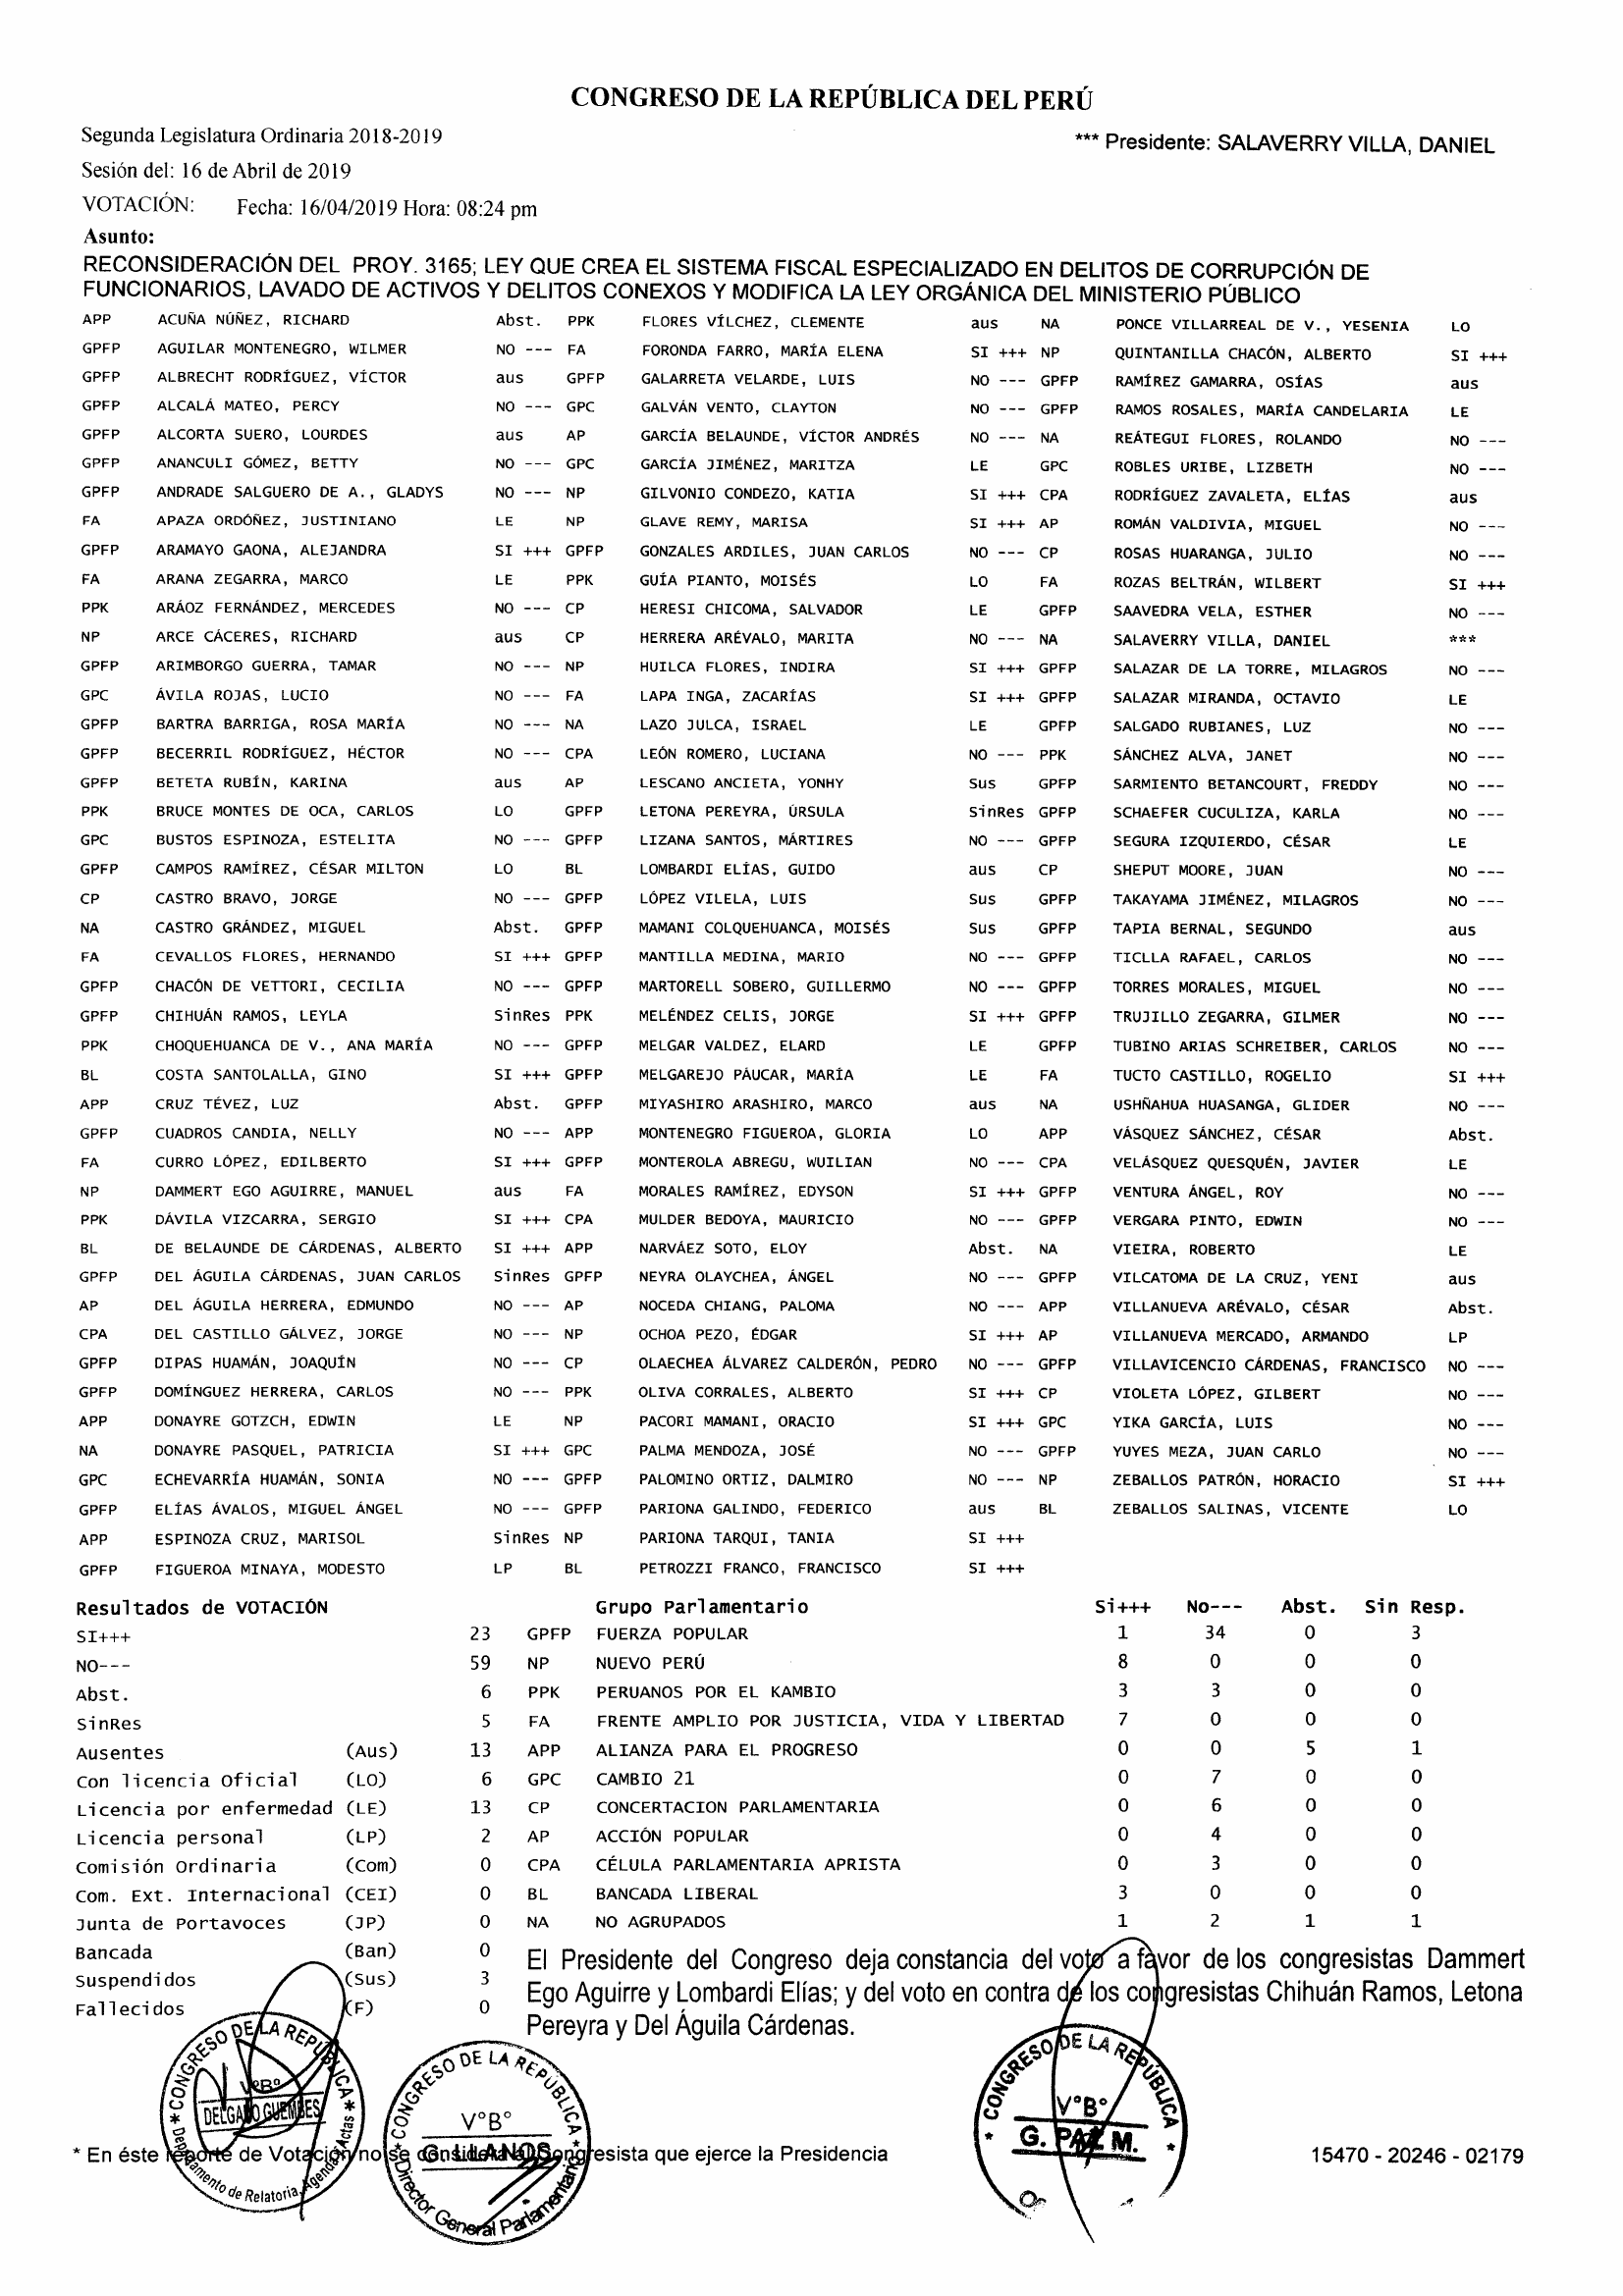 CONGRESO DE LA REPÚBLICA DEL PERÚ
Segunda Legislatura Ordinaria 2018-2019
*** Presidente: SALAVERRY VILLA, DANIEL
Sesión del: 16 de Abril de 2019
VOTACIÓN: Fecha: 16/04/2019 Hora: 08:24 pm
Asunto:
RECONSIDERACIÓN DEL PROY. 3165; LEY QUE CREA EL SISTEMA FISCAL ESPECIALIZADO EN DELITOS DE CORRUPCIÓN DE
FUNCIONARIOS, LAVADO DE ACTIVOS Y DELITOS CONEXOS Y MODIFICA LA LEY ORGÁNICA DEL MINISTERIO PÚBLICO
APP ACUÑA NÚÑEZ, RICHARD Abst. PPK FLORES VÍLCHEZ, CLEMENTE aus NA PONCE VILLARREAL DE V., YESENIA LO
GPFP AGUILAR MONTENEGRO, WILMER NO --- FA FORONDA FARRO, MARÍA ELENA SI +++ NP QUINTANILLA CHACÓN, ALBERTO SI +++
GPFP ALBRECHT RODRÍGUEZ, VÍCTOR aus GPFP GALARRETA VELARDE, LUIS NO --- GPFP RAMÍREZ GAMARRA, OSÍAS aus
GPFP ALCALÁ MATEO, PERCY NO --- GPC GALVÁN VENTO, CLAYTON NO --- GPFP RAMOS ROSALES, MARÍA CANDELARIA LE
GPFP ALCORTA SUERO, LOURDES aus AP GARCÍA BELAUNDE, VÍCTOR ANDRÉS NO --- NA REÁTEGUI FLORES, ROLANDO NO ---
GPFP ANANCULI GÓMEZ, BETTY NO --- GPC GARCÍA JIMÉNEZ, MARITZA LE GPC ROBLES URIBE, LIZBETH NO ---
GPFP ANDRADE SALGUERO DE A., GLADYS NO --- NP GILVONIO CONDEZO, KATIA SI +++ CPA RODRÍGUEZ ZAVALETA, ELÍAS aus
FA APAZA ORDÓÑEZ, JUSTINIANO LE NP GLAVE REMY, MARISA SI +++ AP ROMÁN VALDIVIA, MIGUEL NO ---
GPFP ARAMAYO GAONA, ALEJANDRA SI +++ GPFP GONZALES ARDILES, JUAN CARLOS NO --- CP ROSAS HUARANGA, JULIO NO ---
FA ARANA ZEGARRA, MARCO LE PPK GUÍA PIANTO, MOISÉS LO FA ROZAS BELTRÁN, WILBERT SI +++
PPK ARÁOZ FERNÁNDEZ, MERCEDES NO --- CP HERESI CHICOMA, SALVADOR LE GPFP SAAVEDRA VELA, ESTHER NO ---
NP ARCE CÁCERES, RICHARD aus CP HERRERA ARÉVALO, MARITA NO --- NA SALAVERRY VILLA, DANIEL ***
GPFP ARIMBORGO GUERRA, TAMAR NO --- NP HUILCA FLORES, INDIRA SI +++ GPFP SALAZAR DE LA TORRE, MILAGROS NO ---
GPC ÁVILA ROJAS, LUCIO NO --- FA LAPA INGA, ZACARÍAS SI +++ GPFP SALAZAR MIRANDA, OCTAVIO LE
GPFP BARTRA BARRIGA, ROSA MARÍA NO --- NA LAZO JULCA, ISRAEL LE GPFP SALGADO RUBIANES, LUZ NO ---
GPFP BECERRIL RODRÍGUEZ, HÉCTOR NO --- CPA LEÓN ROMERO, LUCIANA NO --- PPK SÁNCHEZ ALVA, JANET NO ---
GPFP BETETA RUBÍN, KARINA aus AP LESCANO ANCIETA, YONHY Sus GPFP SARMIENTO BETANCOURT, FREDDY NO ---
PPK BRUCE MONTES DE OCA, CARLOS LO GPFP LETONA PEREYRA, ÚRSULA SinRes GPFP SCHAEFER CUCULIZA, KARLA NO ---
GPC BUSTOS ESPINOZA, ESTELITA NO --- GPFP LIZANA SANTOS, MÁRTIRES NO --- GPFP SEGURA IZQUIERDO, CÉSAR LE
GPFP CAMPOS RAMÍREZ, CÉSAR MILTON LO BL LOMBARDI ELÍAS, GUIDO aus CP SHEPUT MOORE, JUAN NO ---
CP CASTRO BRAVO, JORGE NO --- GPFP LÓPEZ VILELA, LUIS Sus GPFP TAKAYAMA JIMÉNEZ, MILAGROS NO ---
NA CASTRO GRÁNDEZ, MIGUEL Abst. GPFP MAMANI COLQUEHUANCA, MOISÉS Sus GPFP TAPIA BERNAL, SEGUNDO aus
FA CEVALLOS FLORES, HERNANDO SI +++ GPFP MANTILLA MEDINA, MARIO NO --- GPFP TICLLA RAFAEL, CARLOS NO ---
GPFP CHACÓN DE VETTORI, CECILIA NO --- GPFP MARTORELL SOBERO, GUILLERMO NO --- GPFP TORRES MORALES, MIGUEL NO ---
GPFP CHIHUÁN RAMOS, LEYLA SinRes PPK MELÉNDEZ CELIS, JORGE SI +++ GPFP TRUJILLO ZEGARRA, GILMER NO ---
PPK CHOQUEHUANCA DE V., ANA MARÍA NO --- GPFP MELGAR VALDEZ, ELARD LE GPFP TUBINO ARIAS SCHREIBER, CARLOS NO ---
BL COSTA SANTOLALLA, GINO SI +++ GPFP MELGAREJO PÁUCAR, MARÍA LE FA TUCTO CASTILLO, ROGELIO SI +++
APP CRUZ TÉVEZ, LUZ Abst. GPFP MIYASHIRO ARASHIRO, MARCO aus NA USHÑAHUA HUASANGA, GLIDER NO ---
GPFP CUADROS CANDIA, NELLY NO --- APP MONTENEGRO FIGUEROA, GLORIA LO APP VÁSQUEZ SÁNCHEZ, CÉSAR Abst.
FA CURRO LÓPEZ, EDILBERTO SI +++ GPFP MONTEROLA ABREGU, WUILIAN NO --- CPA VELÁSQUEZ QUESQUÉN, JAVIER LE
NP DAMMERT EGO AGUIRRE, MANUEL aus FA MORALES RAMÍREZ, EDYSON SI +++ GPFP VENTURA ÁNGEL, ROY NO ---
PPK DÁVILA VIZCARRA, SERGIO SI +++ CPA MULDER BEDOYA, MAURICIO NO --- GPFP VERGARA PINTO, EDWIN NO ---
BL DE BELAUNDE DE CÁRDENAS, ALBERTO SI +++ APP NARVÁEZ SOTO, ELOY Abst. NA VIEIRA, ROBERTO LE
GPFP DEL ÁGUILA CÁRDENAS, JUAN CARLOS SinRes GPFP NEYRA OLAYCHEA, ÁNGEL NO --- GPFP VILCATOMA DE LA CRUZ, YENI aus
AP DEL ÁGUILA HERRERA, EDMUNDO NO --- AP NOCEDA CHIANG, PALOMA NO --- APP VILLANUEVA ARÉVALO, CÉSAR Abst.
CPA DEL CASTILLO GÁLVEZ, JORGE NO --- NP OCHOA PEZO, ÉDGAR SI +++ AP VILLANUEVA MERCADO, ARMANDO LP
GPFP DIPAS HUAMÁN, JOAQUÍN NO --- CP OLAECHEA ÁLVAREZ CALDERÓN, PEDRO NO --- GPFP VILLAVICENCIO CÁRDENAS, FRANCISCO NO ---
GPFP DOMÍNGUEZ HERRERA, CARLOS NO --- PPK OLIVA CORRALES, ALBERTO SI +++ CP VIOLETA LÓPEZ, GILBERT NO ---
APP DONAYRE GOTZCH, EDWIN LE NP PACORI MAMANI, ORACIO SI +++ GPC YIKA GARCÍA, LUIS NO ---
NA DONAYRE PASQUEL, PATRICIA SI +++ GPC PALMA MENDOZA, JOSÉ NO --- GPFP YUYES MEZA, JUAN CARLO NO ---
GPC ECHEVARRÍA HUAMÁN, SONIA NO --- GPFP PALOMINO ORTIZ, DALMIRO NO --- NP ZEBALLOS PATRÓN, HORACIO SI +++
GPFP ELÍAS ÁVALOS, MIGUEL ÁNGEL NO --- GPFP PARIONA GALINDO, FEDERICO aus BL ZEBALLOS SALINAS, VICENTE LO
APP ESPINOZA CRUZ, MARISOL SinRes NP PARIONA TARQUI, TANIA SI +++
GPFP FIGUEROA MINAYA, MODESTO LP BL PETROZZI FRANCO, FRANCISCO SI +++
Resultados de VOTACIÓN Grupo Parlamentario Si+++ No--- Abst. Sin Resp.
SI+++ 23 GPFP FUERZA POPULAR 1 34 0 3
NO--- 59 NP NUEVO PERÚ 8 0 0 0
Abst. 6 PPK PERUANOS POR EL KAMBIO 3 3 0 0
SinRes 5 FA FRENTE AMPLIO POR JUSTICIA, VIDA Y LIBERTAD 7 0 0 0
Ausentes (Aus) 13 APP ALIANZA PARA EL PROGRESO 0 0 5 1
Con licencia Oficial (LO) 6 GPC CAMBIO 21 0 7 0 0
Licencia por enfermedad (LE) 13 CP CONCERTACION PARLAMENTARIA 0 6 0 0
Licencia personal (LP) 2 AP ACCIÓN POPULAR 0 4 0 0
Comisión Ordinaria (Com) 0 CPA CÉLULA PARLAMENTARIA APRISTA 0 3 0 0
Com. Ext. Internacional (CEI) 0 BL BANCADA LIBERAL 3 0 0 0
Junta de Portavoces (JP) 0 NA NO AGRUPADOS 1 2 1 1
Bancada (Ban) 0
Suspendidos (Sus) 3
Fallecidos (F) 0
El Presidente del Congreso deja constancia del voto a favor de los congresistas Dammert
Ego Aguirre y Lombardi Elías; y del voto en contra de los congresistas Chihuán Ramos, Letona
Pereyra y Del Águila Cárdenas.
* CONGRESO DE LA REPÚBLICA *
V°B°
DELGADO GUEMBES
Departamento de Relatoria, Agenda Actas
* CONGRESO DE LA REPÚBLICA *
V°B°
G. LLANOS
Director General Parlamentario
* CONGRESO DE LA REPÚBLICA *
V°B°
G. PAZ M.
* En éste reporte de Votación no se considera al Congresista que ejerce la Presidencia
15470 - 20246 - 02179